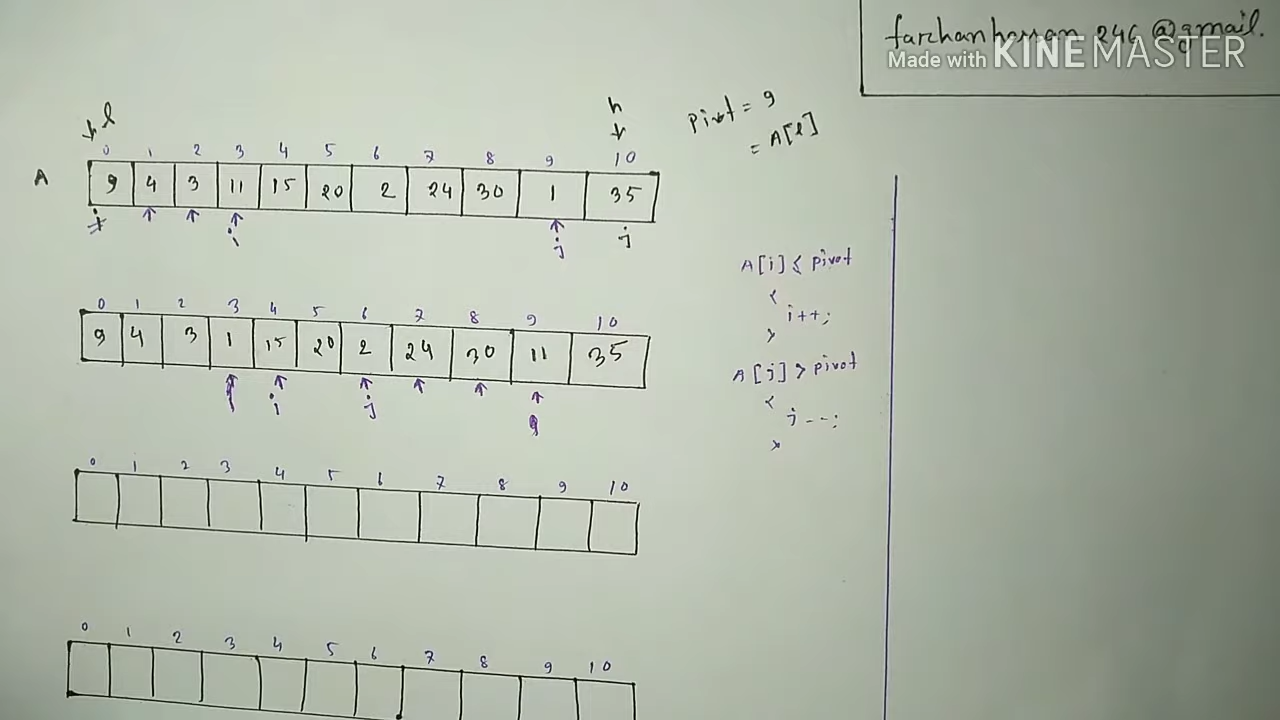 farehanhassan 246 @gmail.
Made with KINEMASTER
l
h
Pivot = 9
= A[l]
0 1 2 3 4 5 6 7 8 9 10
A
9 4 3 11 15 20 2 24 30 1 35
i i j j
A[i] ≤ pivot
{
i++;
}
A[j] > pivot
{
j--;
}
0 1 2 3 4 5 6 7 8 9 10
9 4 3 1 15 20 2 24 30 11 35
i j
0 1 2 3 4 5 6 7 8 9 10
0 1 2 3 4 5 6 7 8 9 10